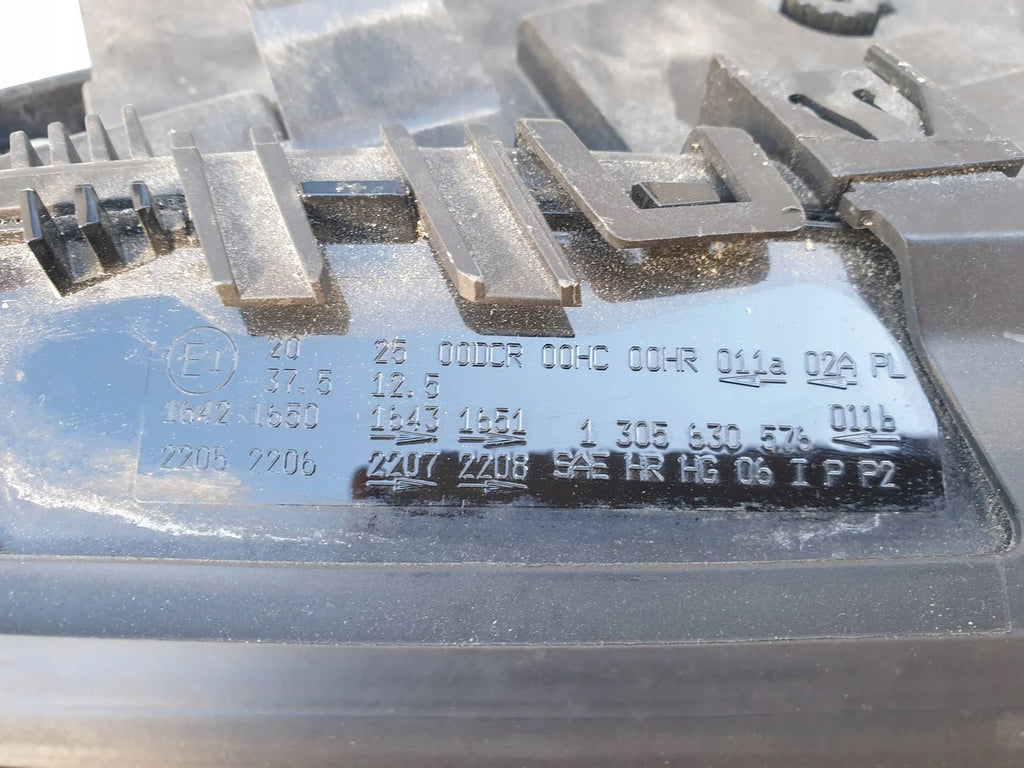 E1 20 25 00DCR 00HC 00HR 011a 02A PL
37.5 12.5
1642 1650 1643 1651 1 305 630 576 011b
2205 2206 2207 2208 SAE HR HG 06 I P P2